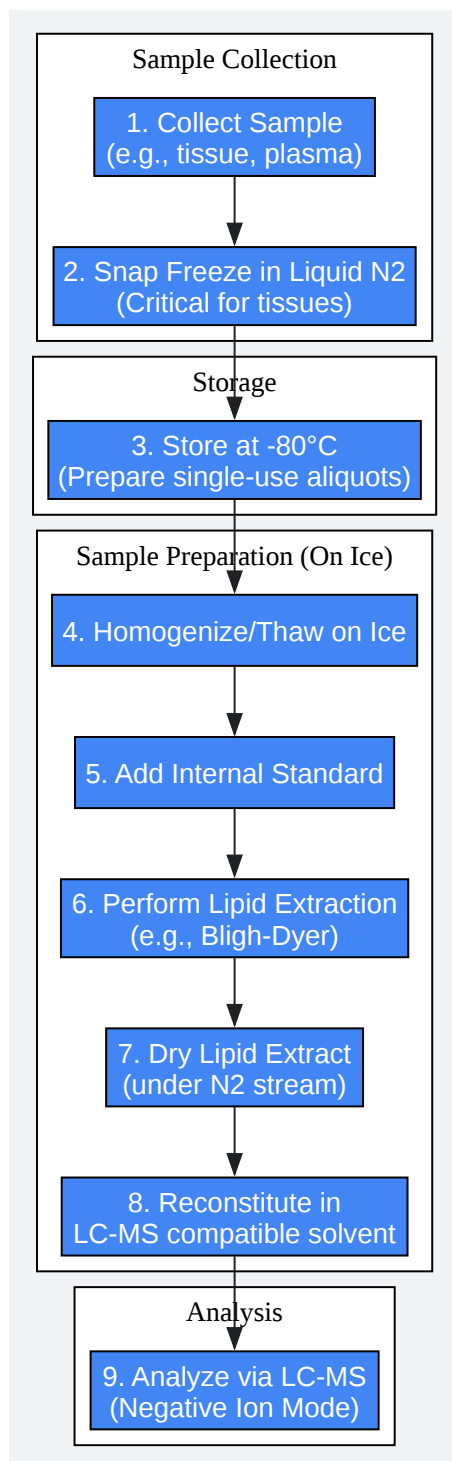 Sample Collection
1. Collect Sample
(e.g., tissue, plasma)
2. Snap Freeze in Liquid N2
(Critical for tissues)
Storage
3. Store at -80°C
(Prepare single-use aliquots)
Sample Preparation (On Ice)
4. Homogenize/Thaw on Ice
5. Add Internal Standard
6. Perform Lipid Extraction
(e.g., Bligh-Dyer)
7. Dry Lipid Extract
(under N2 stream)
8. Reconstitute in
LC-MS compatible solvent
Analysis
9. Analyze via LC-MS
(Negative Ion Mode)